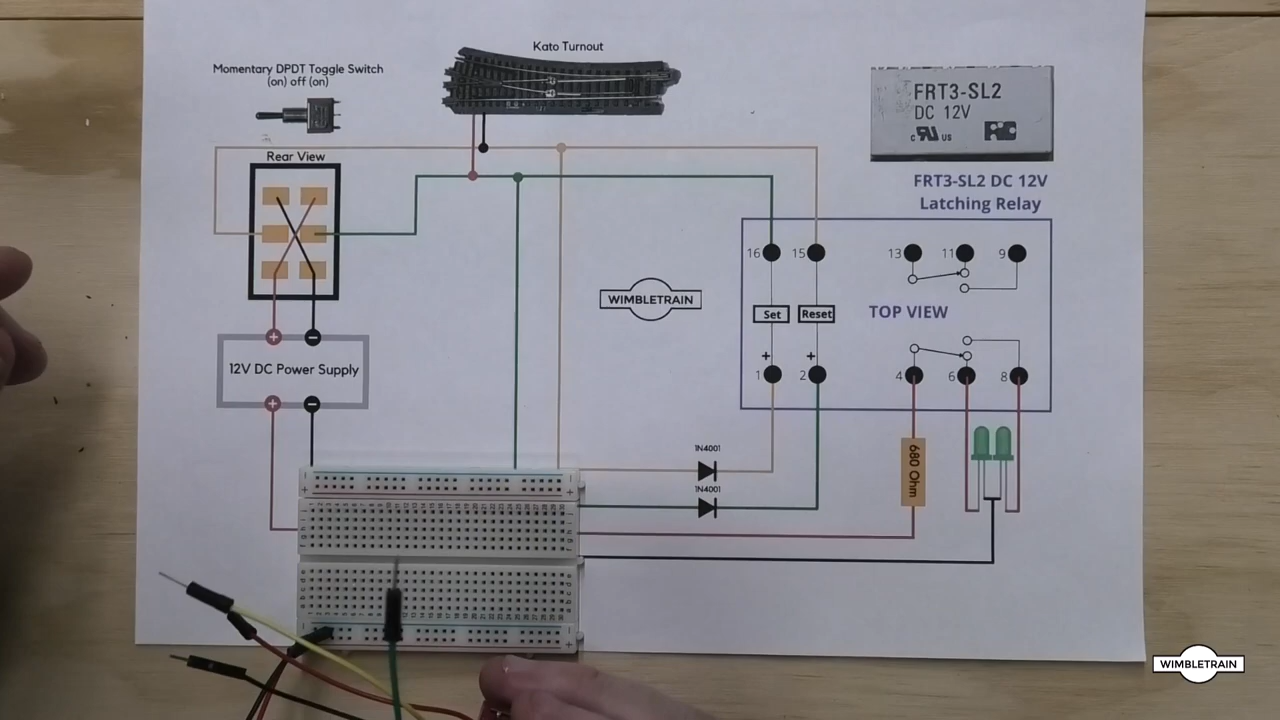 Kato Turnout
Momentary DPDT Toggle Switch
(on) off (on)
FRT3-SL2
DC 12V
c UR US
Rear View
FRT3-SL2 DC 12V
Latching Relay
16
15
13
11
9
WIMBLETRAIN
Set
Reset
TOP VIEW
+ −
12V DC Power Supply
+ −
+
+
1
2
4
6
8
1N4001
1N4001
680 Ohm
WIMBLETRAIN